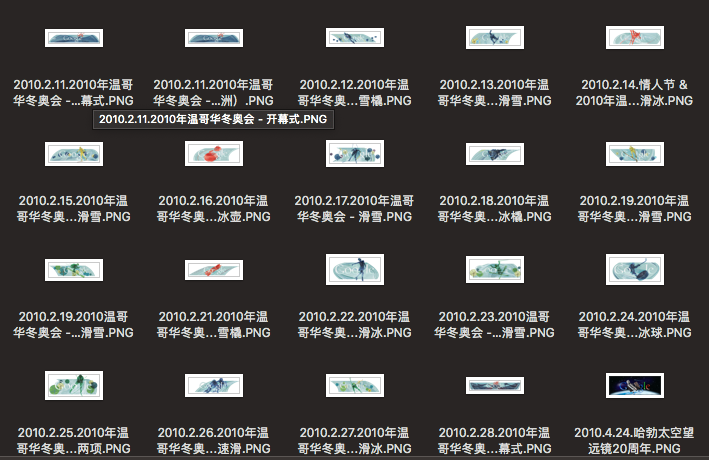 2010.2.11.2010年温哥
华冬奥会 -...幕式.PNG
2010.2.11.2010年温哥
华冬奥会 -...洲）.PNG
2010.2.12.2010年温
哥华冬奥...雪橇.PNG
2010.2.13.2010年温
哥华冬奥...滑雪.PNG
2010.2.14.情人节 &
2010年温...滑冰.PNG
2010.2.11.2010年温哥华冬奥会 - 开幕式.PNG
2010.2.15.2010年温
哥华冬奥...滑雪.PNG
2010.2.16.2010年温
哥华冬奥...冰壶.PNG
2010.2.17.2010年温哥
华冬奥会 - 滑雪.PNG
2010.2.18.2010年温
哥华冬奥...冰橇.PNG
2010.2.19.2010年温
哥华冬奥...滑雪.PNG
2010.2.19.2010温哥
华冬奥会 -...滑雪.PNG
2010.2.21.2010年温
哥华冬奥...雪橇.PNG
2010.2.22.2010年温
哥华冬奥...滑冰.PNG
2010.2.23.2010温哥
华冬奥会 -...滑雪.PNG
2010.2.24.2010年温
哥华冬奥...冰球.PNG
2010.2.25.2010年温
哥华冬奥...两项.PNG
2010.2.26.2010年温
哥华冬奥...速滑.PNG
2010.2.27.2010年温
哥华冬奥...滑冰.PNG
2010.2.28.2010年温
哥华冬奥...幕式.PNG
2010.4.24.哈勃太空望
远镜20周年.PNG